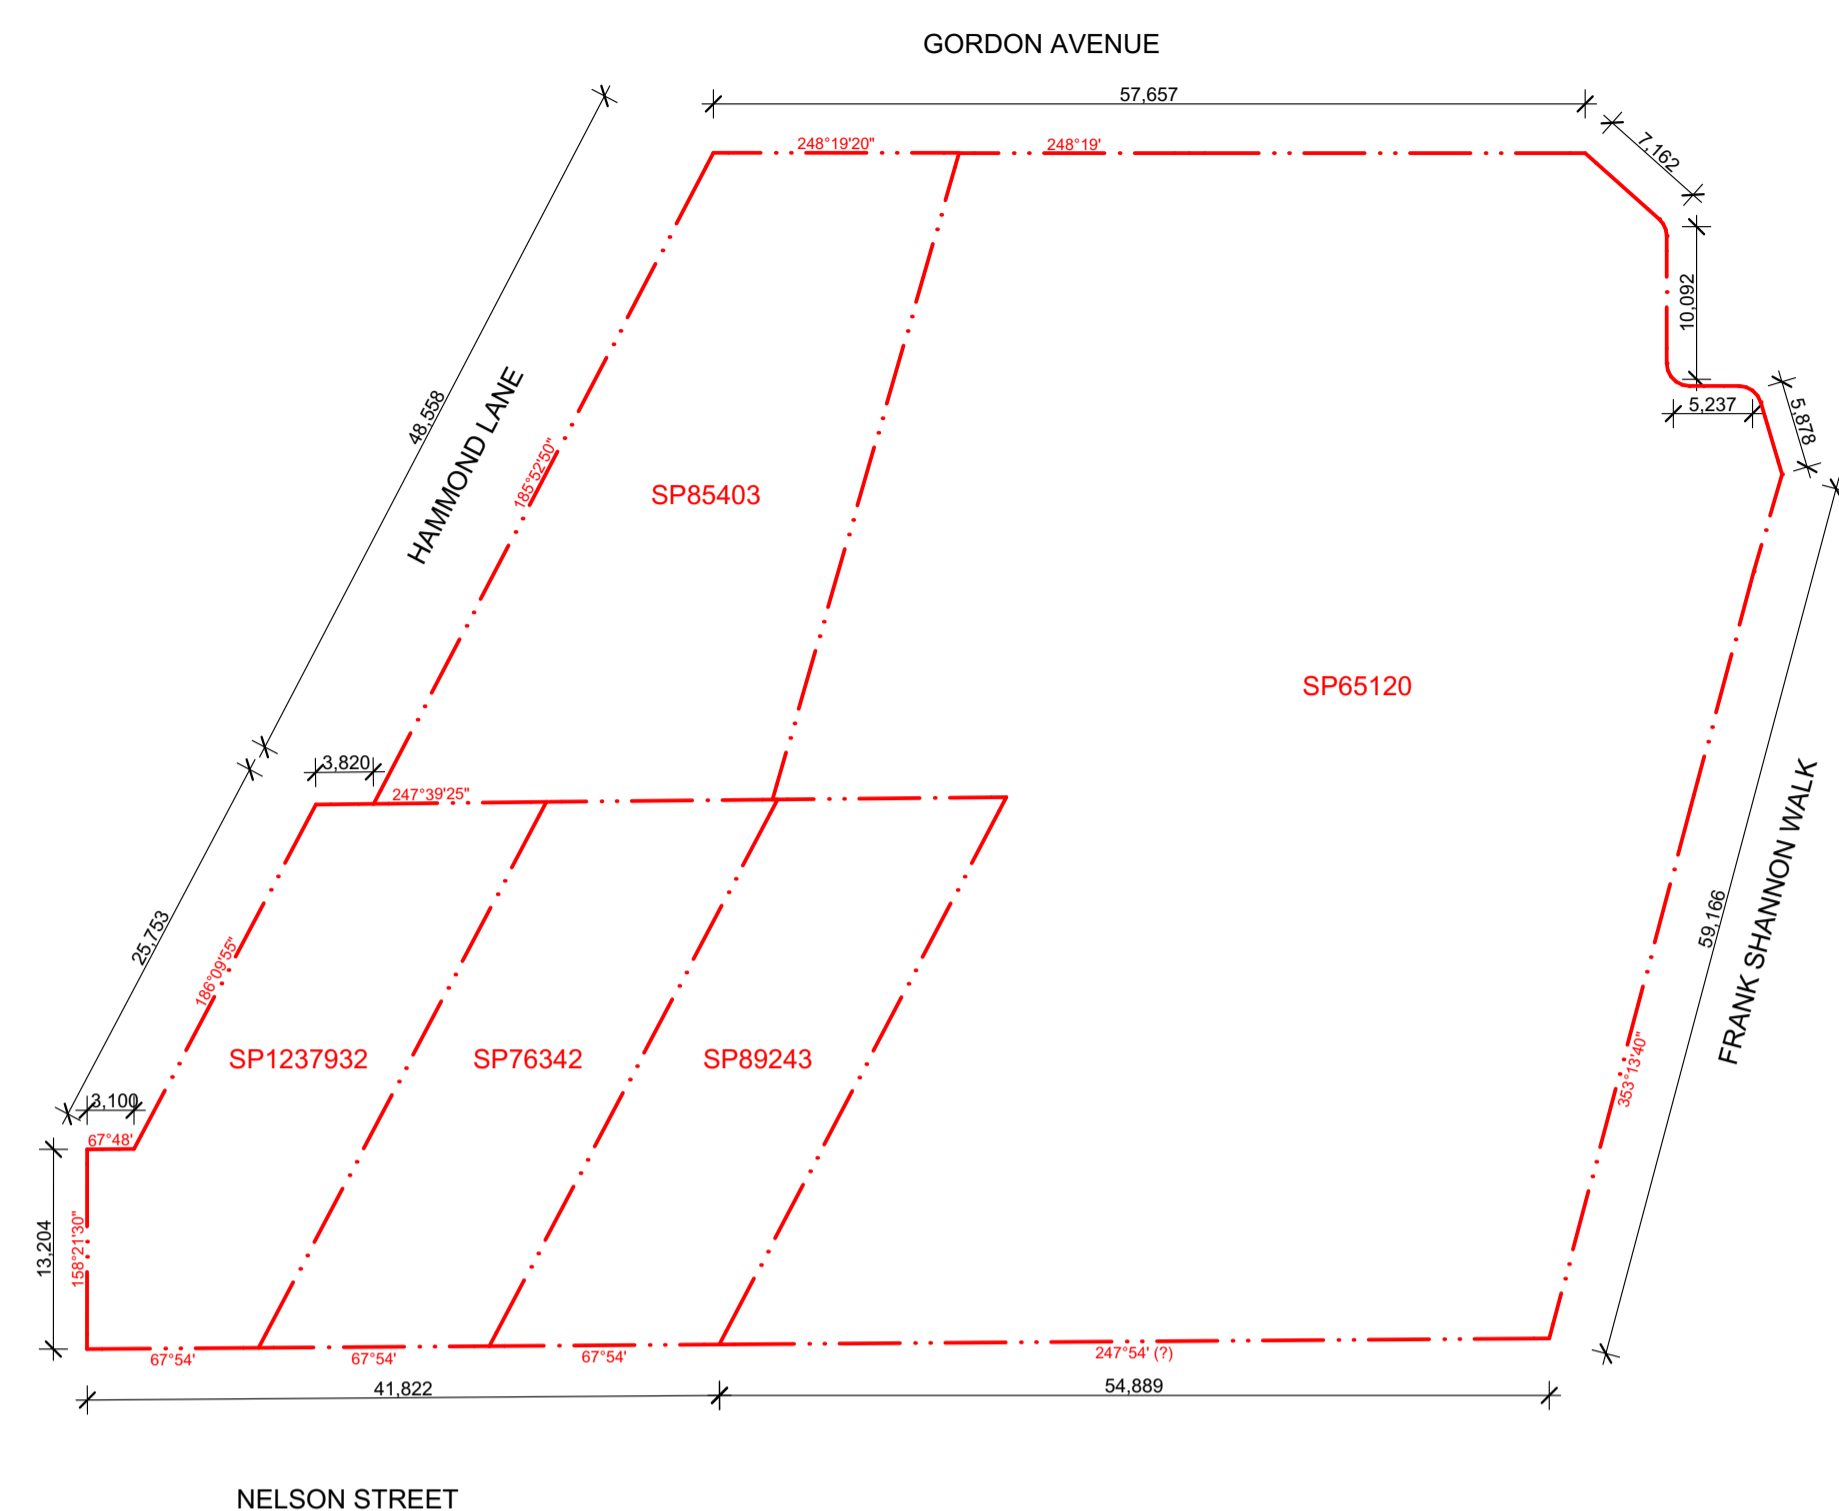 GORDON AVENUE
57,657
248°19'20"
248°19'
7,162
10,092
5,237
5,878
48,558
HAMMOND LANE
185°52'50"
SP85403
SP65120
3,820
247°39'25"
25,753
186°09'55"
SP1237932
SP76342
SP89243
59,166
FRANK SHANNON WALK
353°13'40"
3,100
67°48'
13,204
158°21'30"
67°54'
67°54'
67°54'
247°54' (?)
41,822
54,889
NELSON STREET